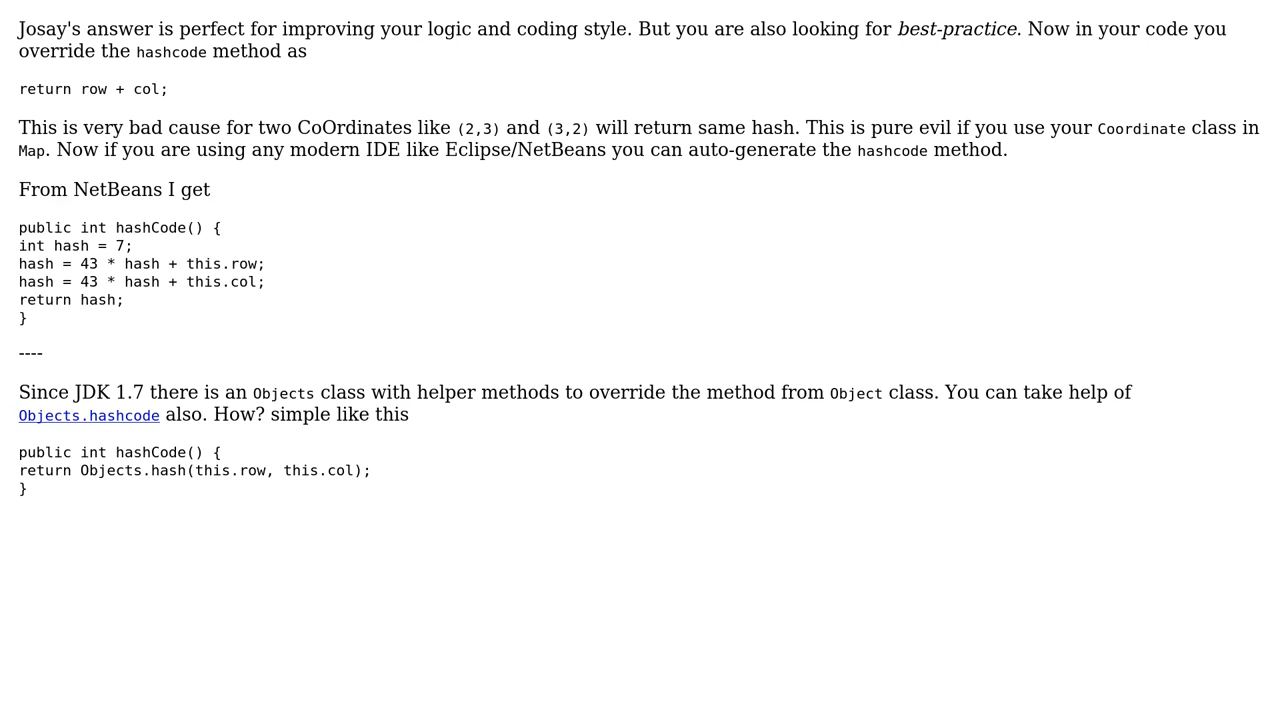 Josay's answer is perfect for improving your logic and coding style. But you are also looking for best-practice. Now in your code you
override the hashcode method as
return row + col;
This is very bad cause for two CoOrdinates like (2,3) and (3,2) will return same hash. This is pure evil if you use your Coordinate class in
Map. Now if you are using any modern IDE like Eclipse/NetBeans you can auto-generate the hashcode method.
From NetBeans I get
public int hashCode() {
int hash = 7;
hash = 43 * hash + this.row;
hash = 43 * hash + this.col;
return hash;
}
----
Since JDK 1.7 there is an Objects class with helper methods to override the method from Object class. You can take help of
Objects.hashcode also. How? simple like this
public int hashCode() {
return Objects.hash(this.row, this.col);
}